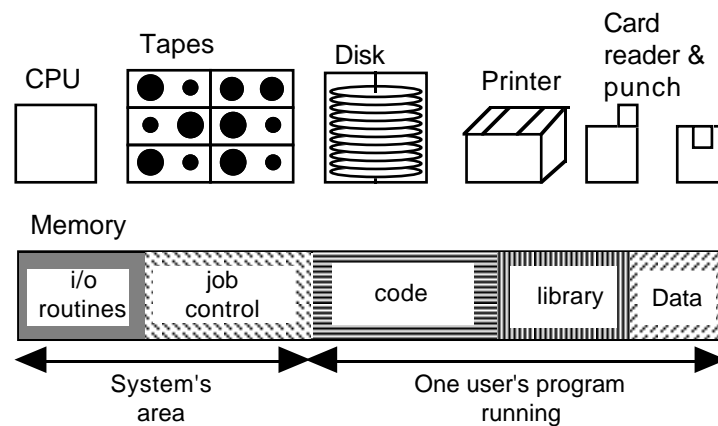 CPU
Tapes
Disk
Printer
Card
reader &
punch
Memory
i/o
routines
job
control
code
library
Data
System's
area
One user's program
running